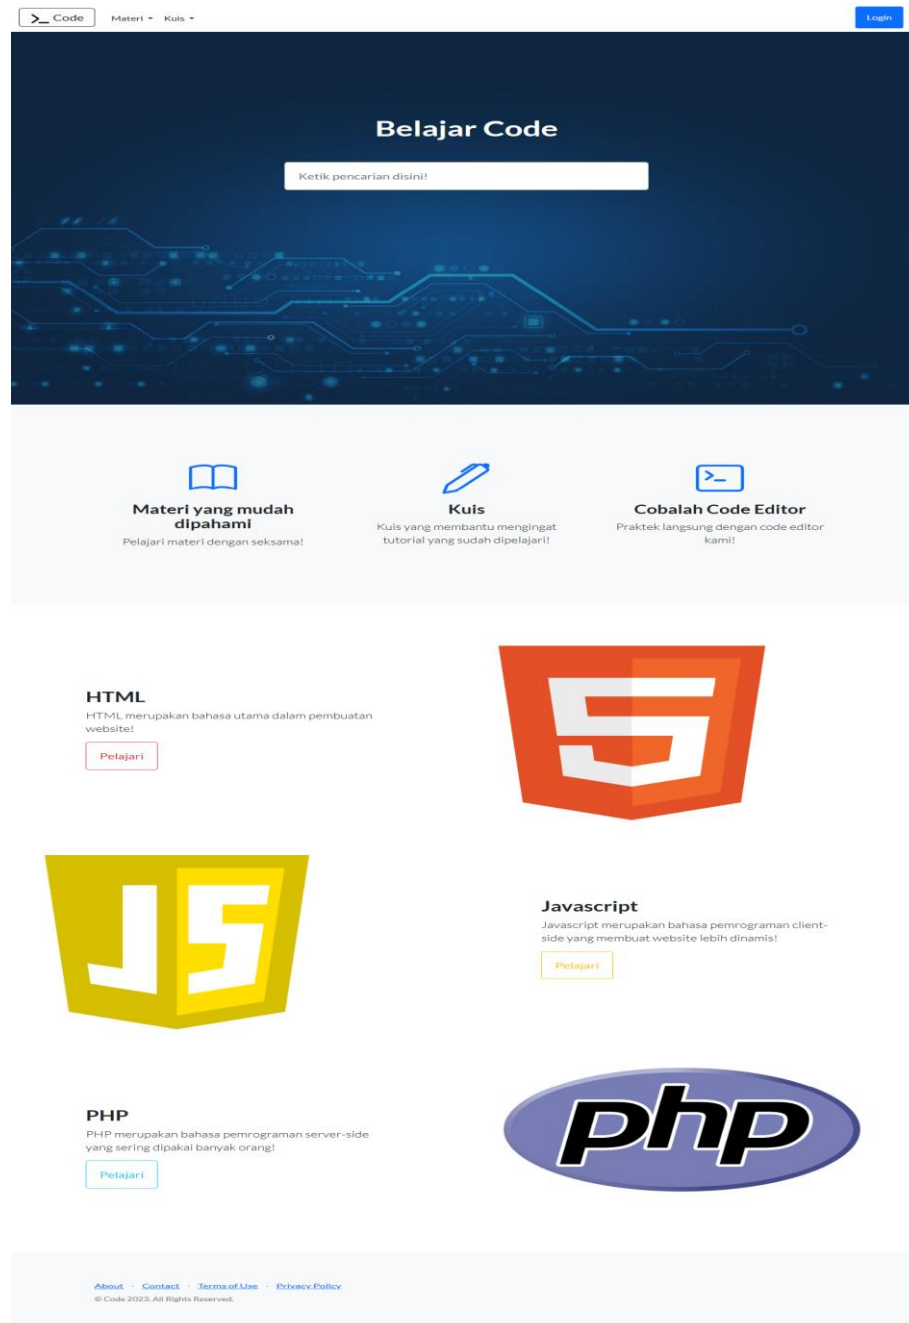 >_ Code
Materi
Kuis
Login
Belajar Code
Ketik pencarian disini!
Materi yang mudah
dipahami
Pelajari materi dengan seksama!
Kuis
Kuis yang membantu mengingat
tutorial yang sudah dipelajari!
>_
Cobalah Code Editor
Praktek langsung dengan code editor
kami!
HTML
HTML merupakan bahasa utama dalam pembuatan
website!
Pelajari
5
JS
Javascript
Javascript merupakan bahasa pemrograman client-
side yang membuat website lebih dinamis!
Pelajari
PHP
PHP merupakan bahasa pemrograman server-side
yang sering dipakai banyak orang!
Pelajari
php
About · Contact · Terms of Use · Privacy Policy
© Code 2023. All Rights Reserved.